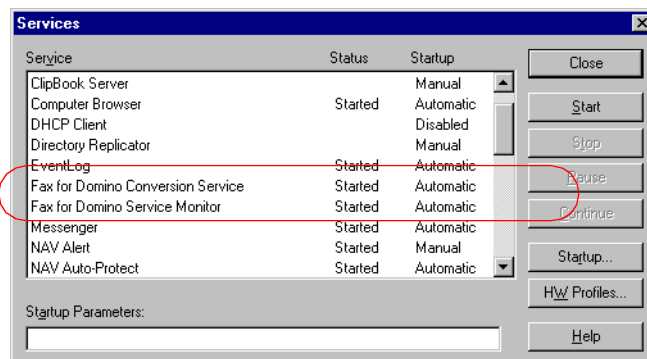 Services
Service Status Startup
ClipBook Server Manual
Computer Browser Started Automatic
DHCP Client Disabled
Directory Replicator Manual
EventLog Started Automatic
Fax for Domino Conversion Service Started Automatic
Fax for Domino Service Monitor Started Automatic
Messenger Started Automatic
NAV Alert Started Manual
NAV Auto-Protect Started Automatic
Startup Parameters:
Close
Start
Stop
Pause
Continue
Startup...
HW Profiles...
Help